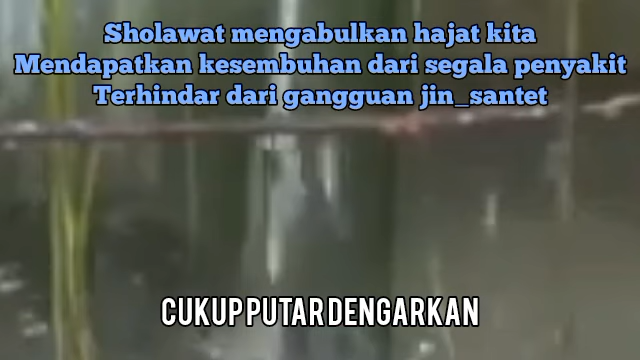 Sholawat mengabulkan hajat kita
Mendapatkan kesembuhan dari segala penyakit
Terhindar dari gangguan jin_santet
CUKUP PUTAR DENGARKAN